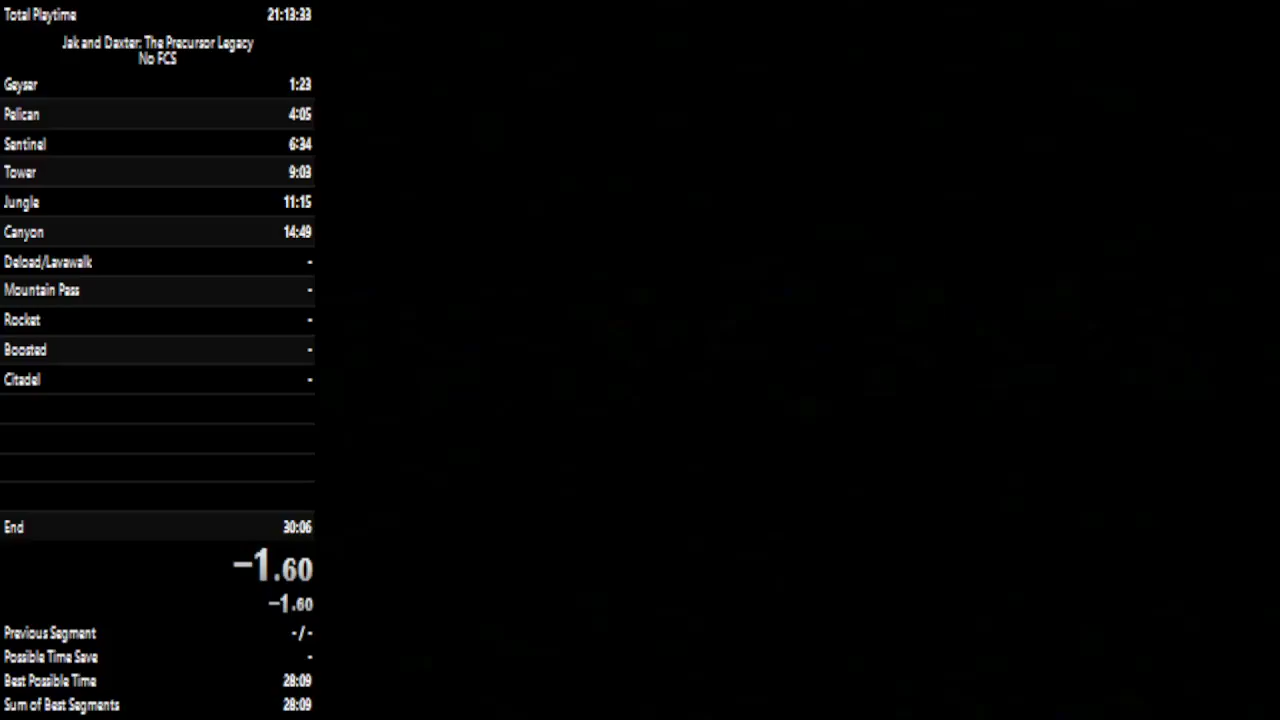 Total Playtime 21:13:33
Jak and Daxter: The Precursor Legacy
No FCS
Geyser 1:23
Pelican 4:05
Sentinel 6:34
Tower 9:03
Jungle 11:15
Canyon 14:49
Deload/Lavawalk -
Mountain Pass -
Rocket -
Boosted -
Citadel -
End 30:06
−1.60
−1.60
Previous Segment - / -
Possible Time Save -
Best Possible Time 28:09
Sum of Best Segments 28:09